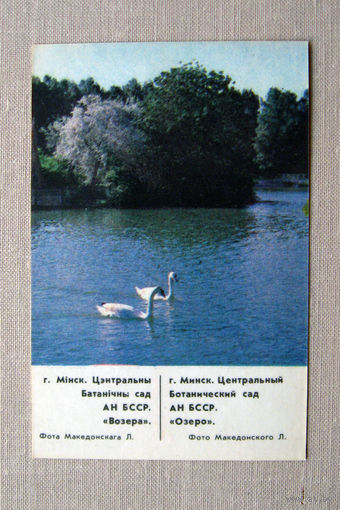 г. Мінск. Цэнтральны
Батанічны сад
АН БССР.
«Возера».
Фота Македонскага Л.
г. Минск. Центральный
Ботанический сад
АН БССР.
«Озеро».
Фото Македонского Л.